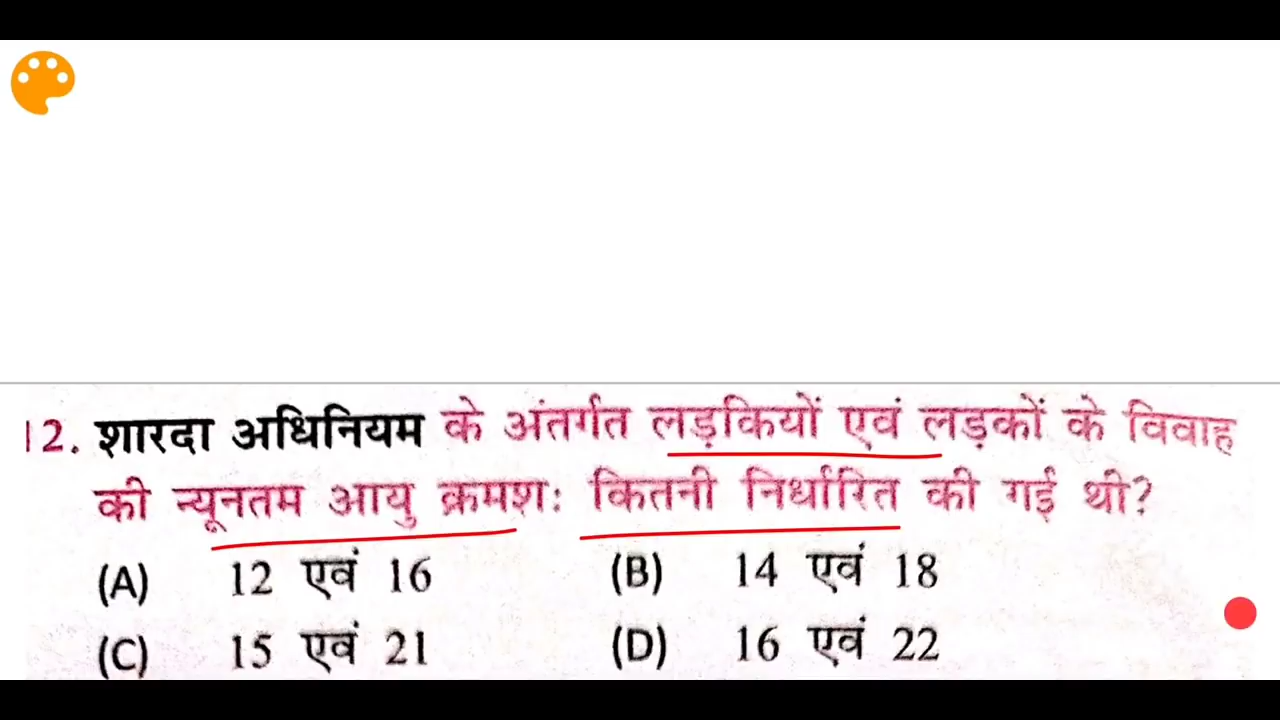 12. शारदा अधिनियम के अंतर्गत लड़कियों एवं लड़कों के विवाह
की न्यूनतम आयु क्रमशः कितनी निर्धारित की गई थी?
(A) 12 एवं 16 (B) 14 एवं 18
(C) 15 एवं 21 (D) 16 एवं 22